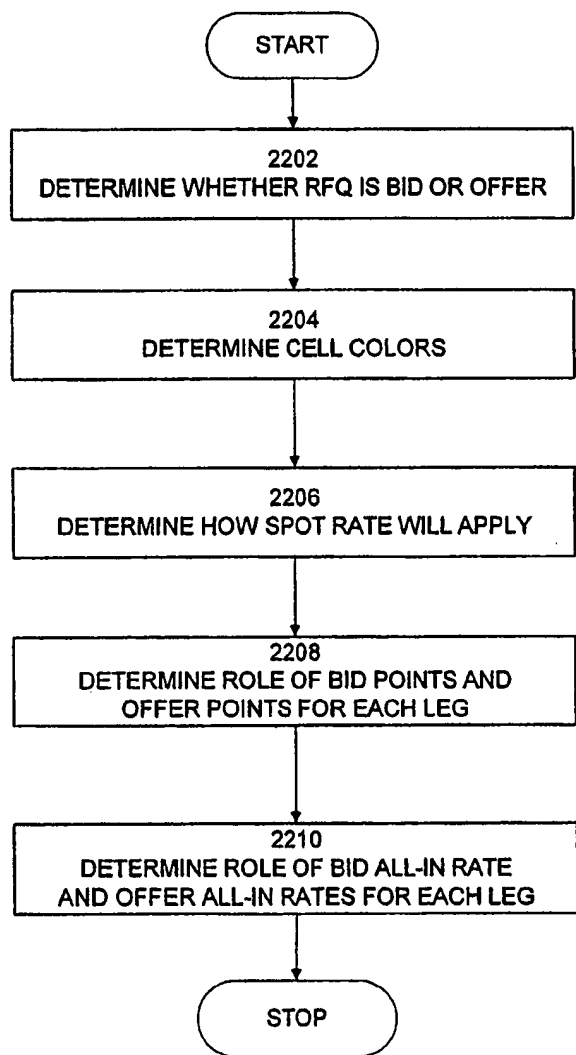 START
2202
DETERMINE WHETHER RFQ IS BID OR OFFER
2204
DETERMINE CELL COLORS
2206
DETERMINE HOW SPOT RATE WILL APPLY
2208
DETERMINE ROLE OF BID POINTS AND
OFFER POINTS FOR EACH LEG
2210
DETERMINE ROLE OF BID ALL-IN RATE
AND OFFER ALL-IN RATES FOR EACH LEG
STOP